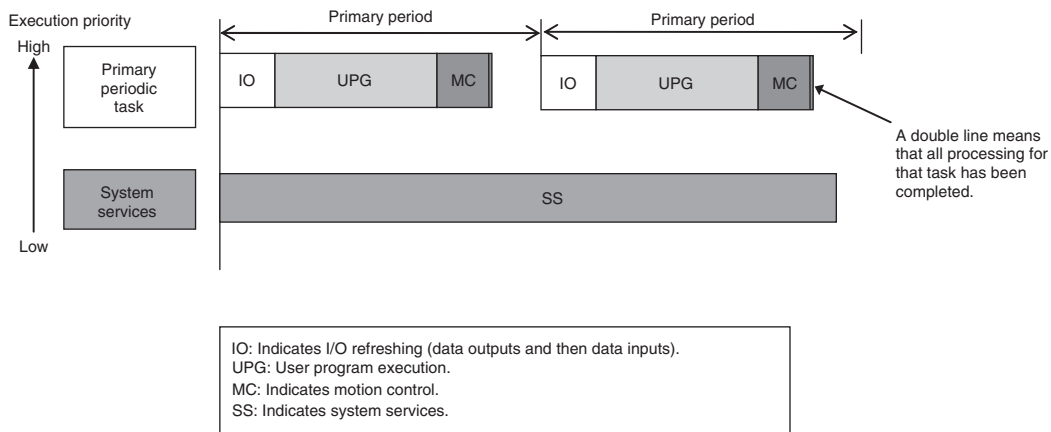 Execution priority
High
Primary
periodic
task
System
services
Low
Primary period
Primary period
IO
UPG
MC
IO
UPG
MC
SS
A double line means
that all processing for
that task has been
completed.
IO: Indicates I/O refreshing (data outputs and then data inputs).
UPG: User program execution.
MC: Indicates motion control.
SS: Indicates system services.